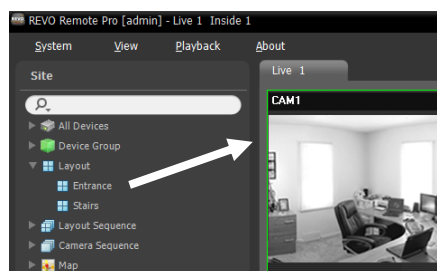 REVO REVO Remote Pro [admin] - Live 1 Inside 1
System View Playback About
Site
Live 1
CAM1
All Devices
Device Group
Layout
Entrance
Stairs
Layout Sequence
Camera Sequence
Map